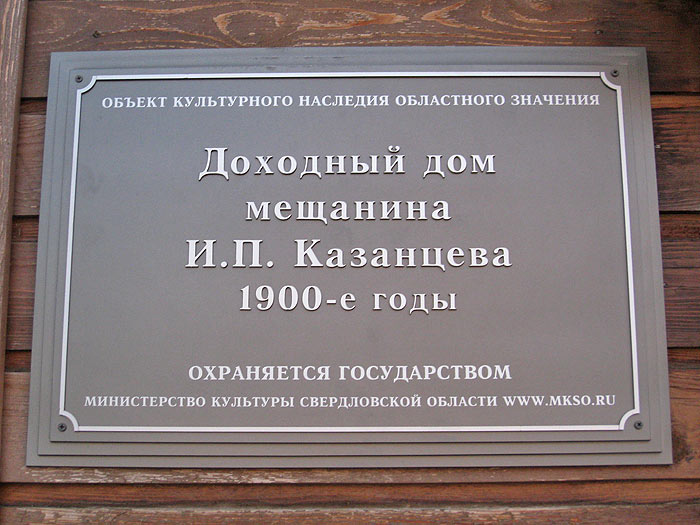 ОБЪЕКТ КУЛЬТУРНОГО НАСЛЕДИЯ ОБЛАСТНОГО ЗНАЧЕНИЯ
Доходный дом
мещанина
И.П. Казанцева
1900-е годы
ОХРАНЯЕТСЯ ГОСУДАРСТВОМ
МИНИСТЕРСТВО КУЛЬТУРЫ СВЕРДЛОВСКОЙ ОБЛАСТИ WWW.MKSO.RU